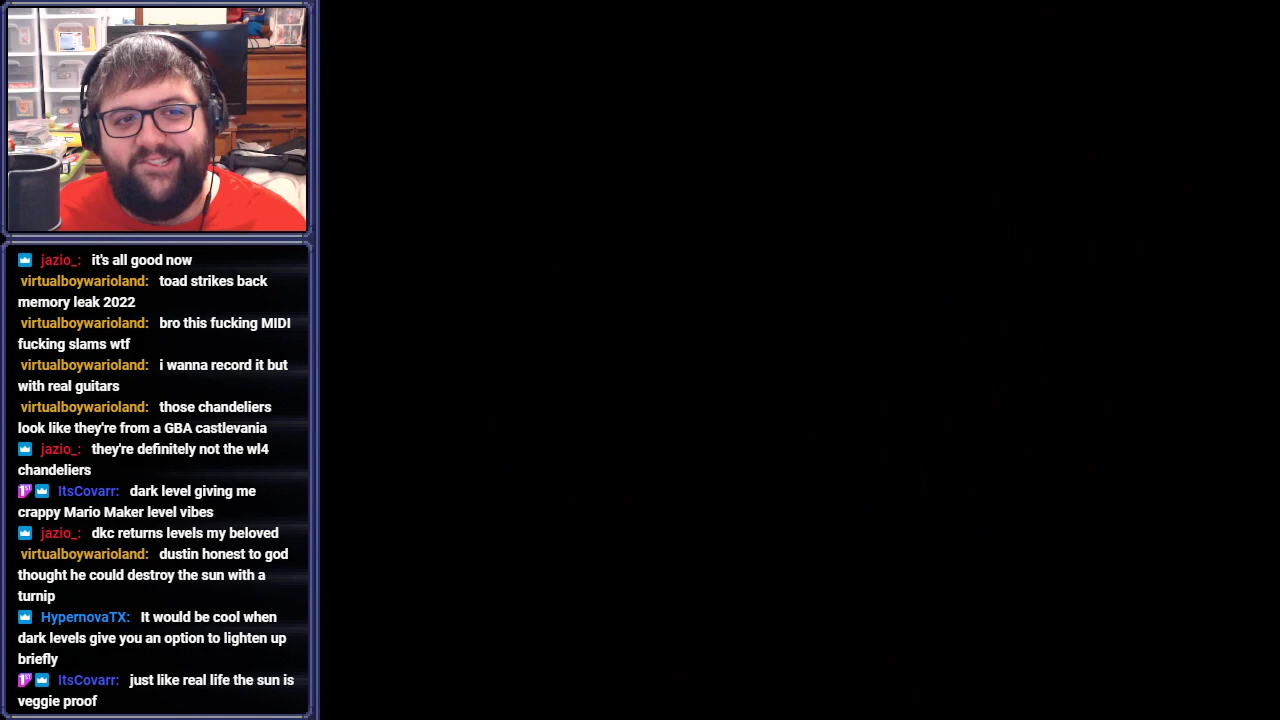 jazio_: it's all good now
virtualboywarioland: toad strikes back
memory leak 2022
virtualboywarioland: bro this fucking MIDI
fucking slams wtf
virtualboywarioland: i wanna record it but
with real guitars
virtualboywarioland: those chandeliers
look like they're from a GBA castlevania
jazio_: they're definitely not the wl4
chandeliers
1ST ItsCovarr: dark level giving me
crappy Mario Maker level vibes
jazio_: dkc returns levels my beloved
virtualboywarioland: dustin honest to god
thought he could destroy the sun with a
turnip
HypernovaTX: It would be cool when
dark levels give you an option to lighten up
briefly
1ST ItsCovarr: just like real life the sun is
veggie proof